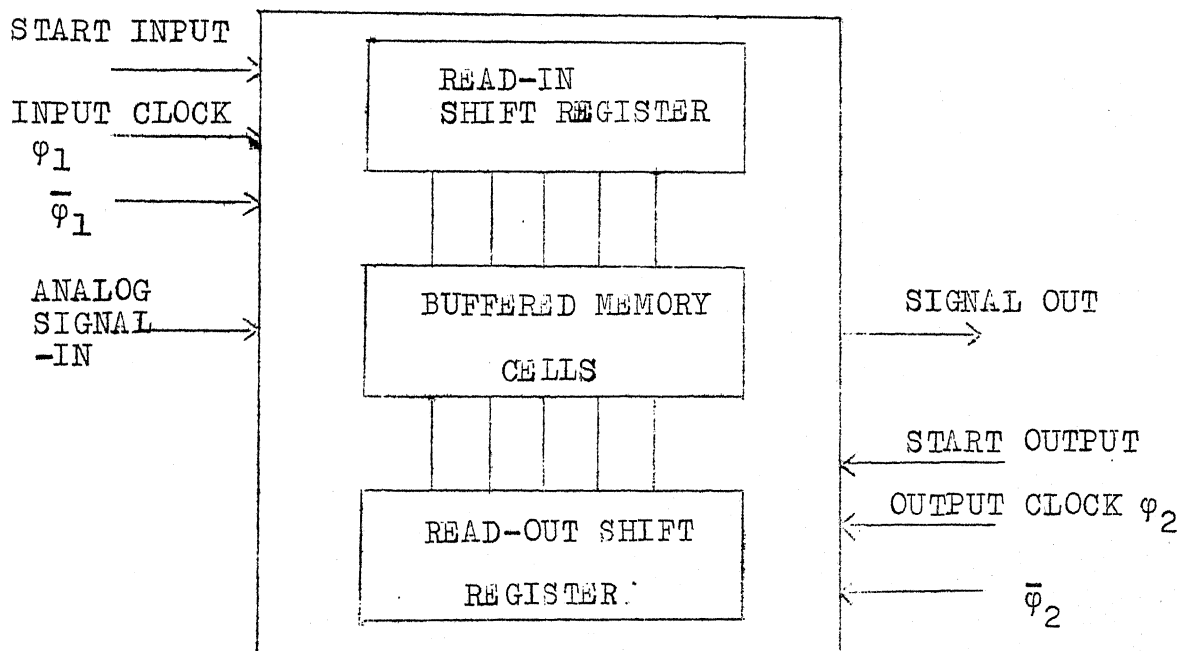 START INPUT
INPUT CLOCK
φ1
φ̅1
ANALOG
SIGNAL
-IN
READ-IN
SHIFT REGISTER
BUFFERED MEMORY
CELLS
READ-OUT SHIFT
REGISTER
SIGNAL OUT
START OUTPUT
OUTPUT CLOCK φ2
φ̅2